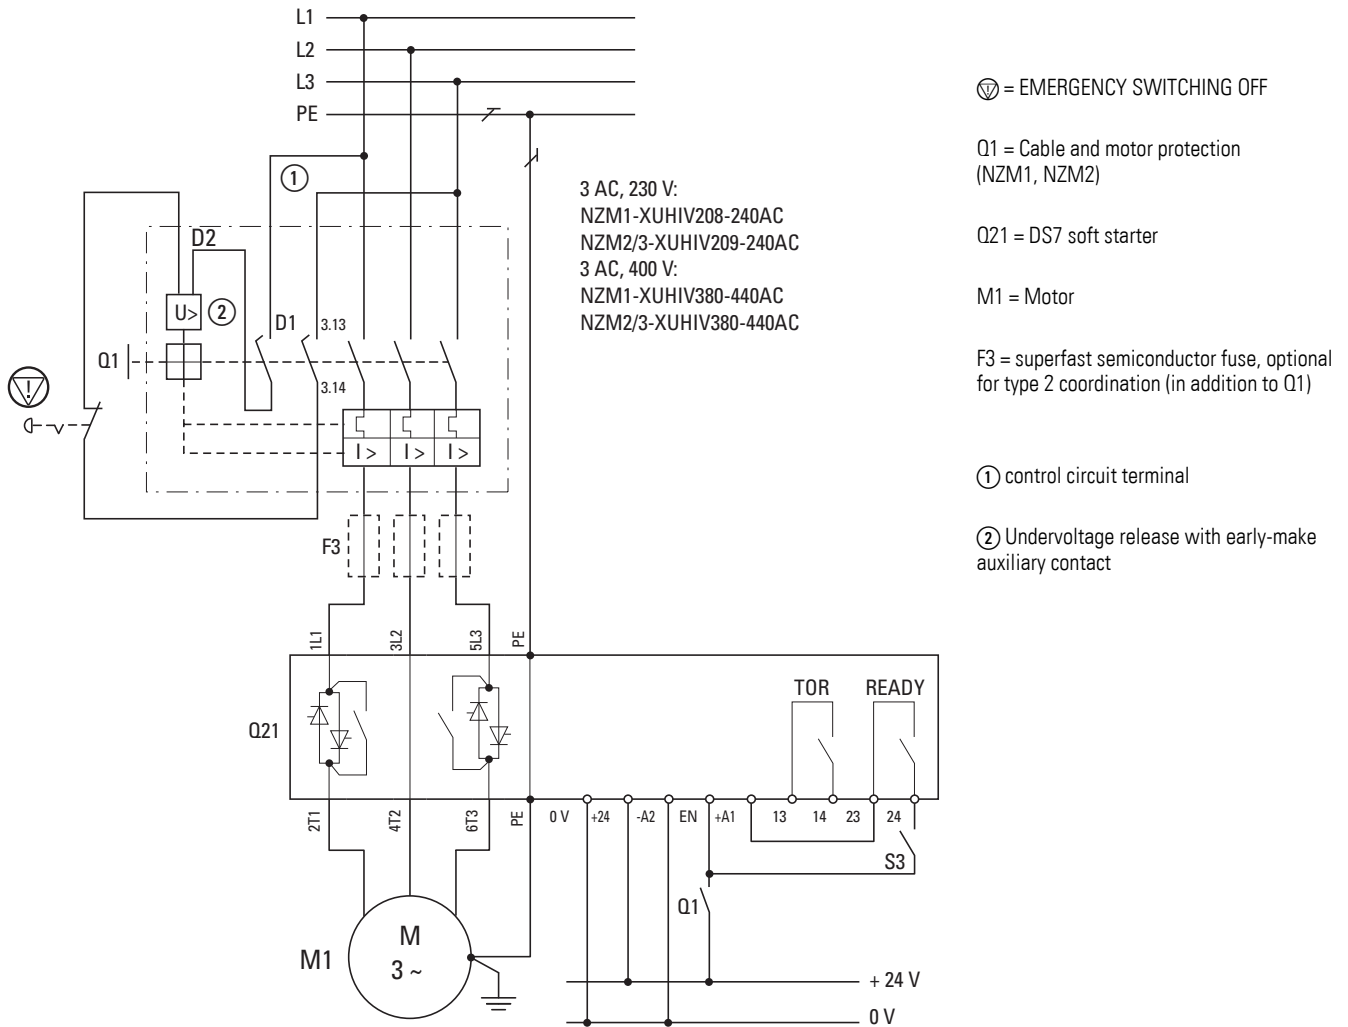 L1
L2
L3
PE
1
D2
U>
2
D1
3.13
Q1
3.14
I >
I >
I >
F3
3 AC, 230 V:
NZM1-XUHIV208-240AC
NZM2/3-XUHIV209-240AC
3 AC, 400 V:
NZM1-XUHIV380-440AC
NZM2/3-XUHIV380-440AC
! = EMERGENCY SWITCHING OFF
Q1 = Cable and motor protection
(NZM1, NZM2)
Q21 = DS7 soft starter
M1 = Motor
F3 = superfast semiconductor fuse, optional
for type 2 coordination (in addition to Q1)
1 control circuit terminal
2 Undervoltage release with early-make
auxiliary contact
!
1L1
3L2
5L3
PE
Q21
TOR
READY
2T1
4T2
6T3
PE
0 V
+24
-A2
EN
+A1
13
14
23
24
S3
Q1
M1
M
3 ~
+ 24 V
0 V